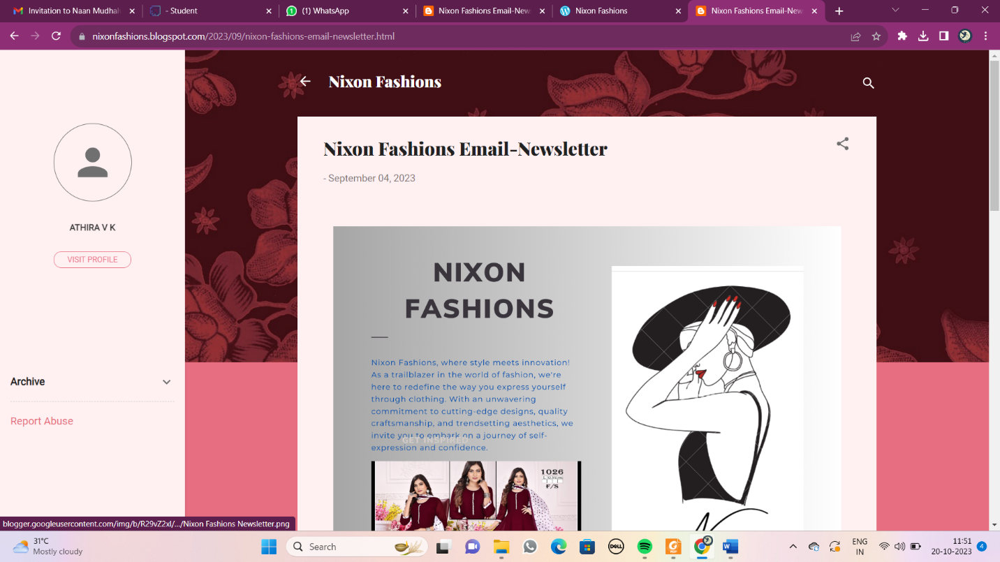 Invitation to Naan Mudhal
- Student
(1) WhatsApp
Nixon Fashions Email-New
Nixon Fashions
Nixon Fashions Email-New
nixonfashions.blogspot.com/2023/09/nixon-fashions-email-newsletter.html
Nixon Fashions
Nixon Fashions Email-Newsletter
- September 04, 2023
ATHIRA V K
VISIT PROFILE
Archive
Report Abuse
NIXON
FASHIONS
Nixon Fashions, where style meets innovation!
As a trailblazer in the world of fashion, we're
here to redefine the way you express yourself
through clothing. With an unwavering
commitment to cutting-edge designs, quality
craftsmanship, and trendsetting aesthetics, we
invite you to embark on a journey of self-
GET INSPIRED
expression and confidence.
1026
F/S
blogger.googleusercontent.com/img/b/R29vZ2xl/.../Nixon Fashions Newsletter.png
31°C
Mostly cloudy
Search
DELL
ENG
IN
11:51
20-10-2023
4